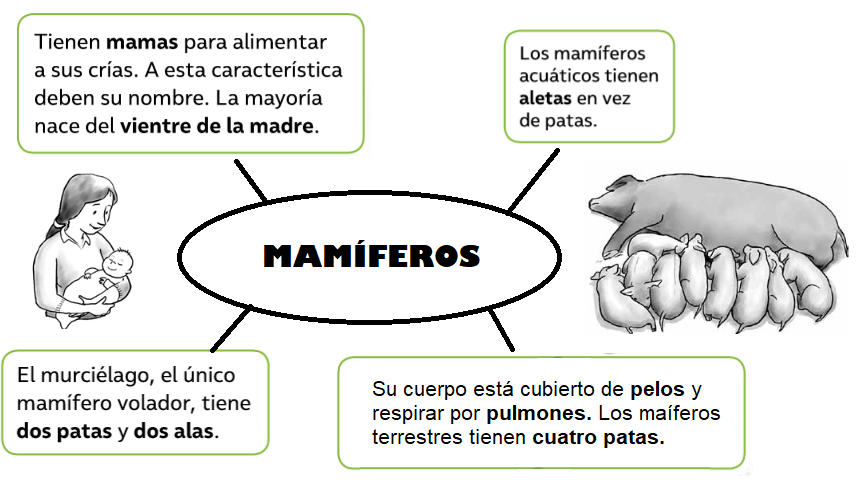 Tienen mamas para alimentar
a sus crías. A esta característica
deben su nombre. La mayoría
nace del vientre de la madre.
Los mamíferos
acuáticos tienen
aletas en vez
de patas.
MAMÍFEROS
El murciélago, el único
mamífero volador, tiene
dos patas y dos alas.
Su cuerpo está cubierto de pelos y
respirar por pulmones. Los maíferos
terrestres tienen cuatro patas.